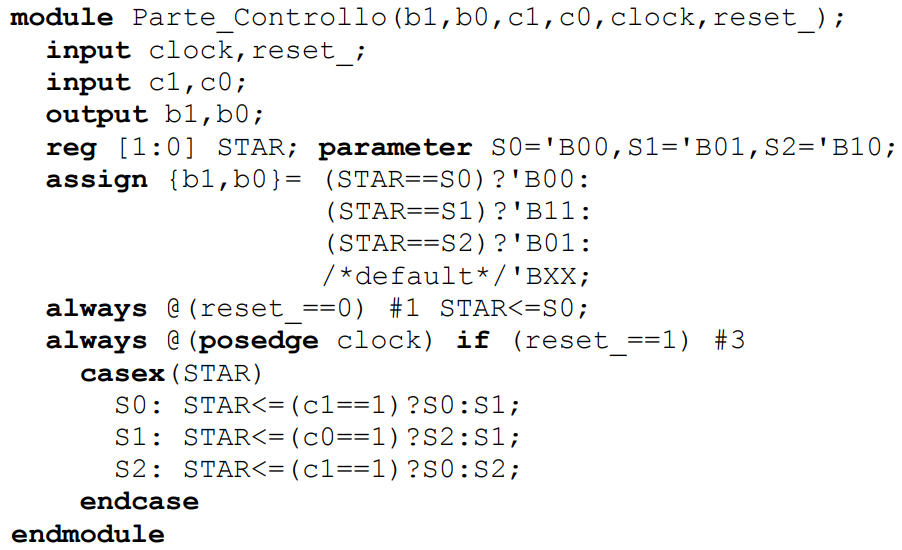 module Parte_Controllo(b1,b0,c1,c0,clock,reset_);
input clock,reset_;
input c1,c0;
output b1,b0;
reg [1:0] STAR; parameter S0='B00,S1='B01,S2='B10;
assign {b1,b0}= (STAR==S0)?'B00:
(STAR==S1)?'B11:
(STAR==S2)?'B01:
/*default*/'BXX;
always @(reset_==0) #1 STAR<=S0;
always @(posedge clock) if (reset_==1) #3
casex(STAR)
S0: STAR<=(c1==1)?S0:S1;
S1: STAR<=(c0==1)?S2:S1;
S2: STAR<=(c1==1)?S0:S2;
endcase
endmodule